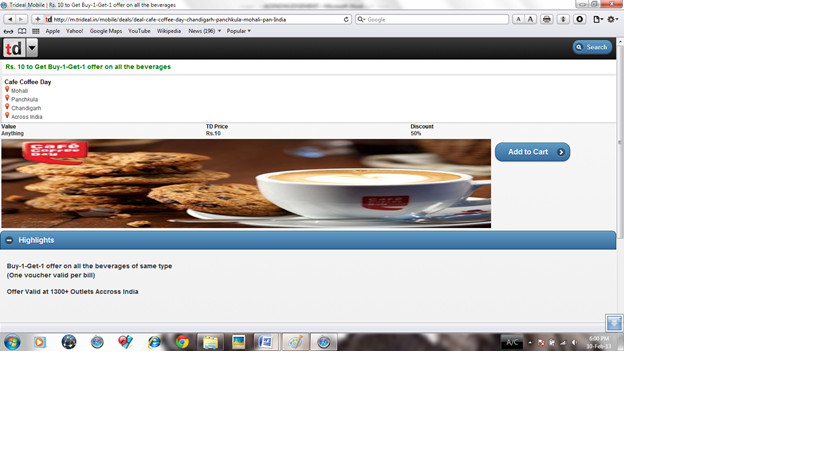 Trideal Mobile | Rs. 10 to Get Buy-1-Get-1 offer on all the beverages
td http://m.trideal.in/mobile/deals/deal-cafe-coffee-day-chandigarh-panchkula-mohali-pan-india
Google
A A
Apple Yahoo! Google Maps YouTube Wikipedia News (195) Popular
td
Search
Rs. 10 to Get Buy-1-Get-1 offer on all the beverages
Cafe Coffee Day
Mohali
Panchkula
Chandigarh
Across India
Value TD Price Discount
Anything Rs.10 50%
Café
Coffee
Day
Add to Cart
Highlights
Buy-1-Get-1 offer on all the beverages of same type
(One voucher valid per bill)
Offer Valid at 1300+ Outlets Accross India
A/C
6:00 PM
10-Feb-13